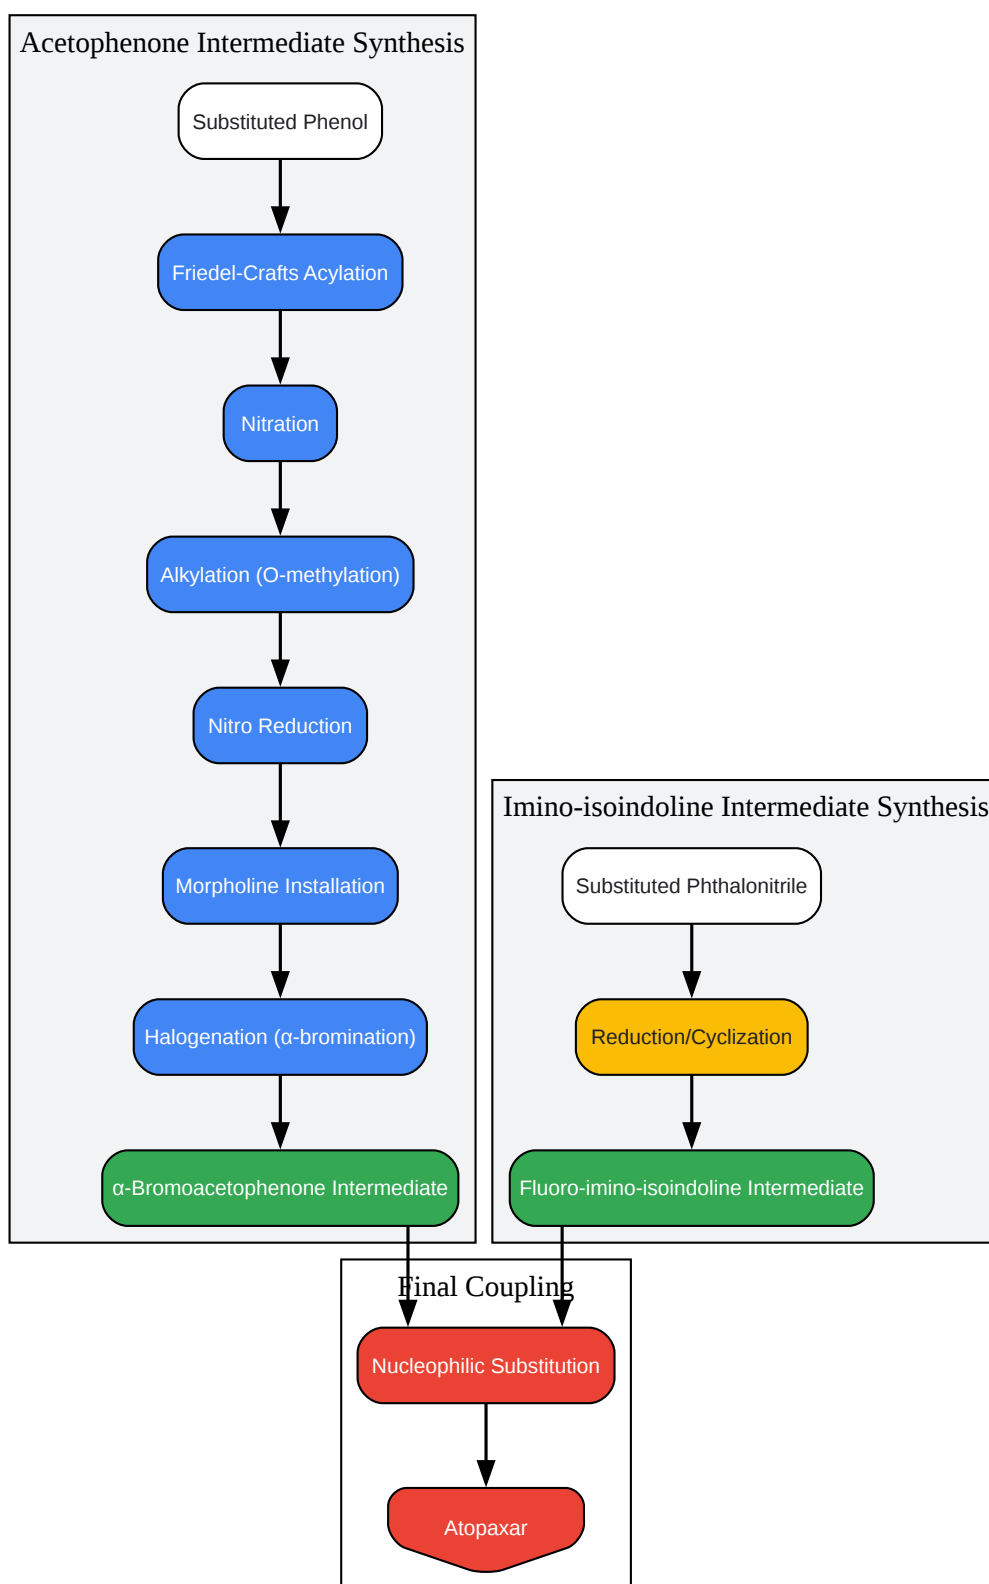 Acetophenone Intermediate Synthesis
Substituted Phenol
Friedel-Crafts Acylation
Nitration
Alkylation (O-methylation)
Nitro Reduction
Morpholine Installation
Halogenation (α-bromination)
α-Bromoacetophenone Intermediate
Imino-isoindoline Intermediate Synthesis
Substituted Phthalonitrile
Reduction/Cyclization
Fluoro-imino-isoindoline Intermediate
Final Coupling
Nucleophilic Substitution
Atopaxar